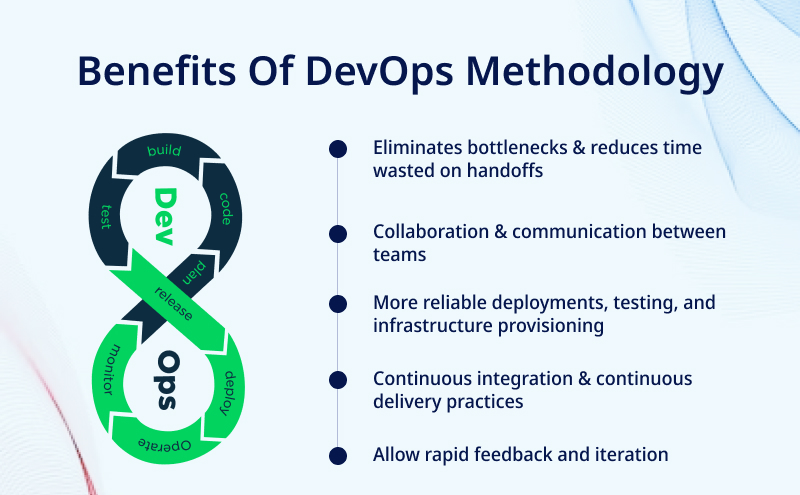 Benefits Of DevOps Methodology
build
code
test
Dev
plan
release
monitor
Ops
deploy
Operate
Eliminates bottlenecks & reduces time
wasted on handoffs
Collaboration & communication between
teams
More reliable deployments, testing, and
infrastructure provisioning
Continuous integration & continuous
delivery practices
Allow rapid feedback and iteration